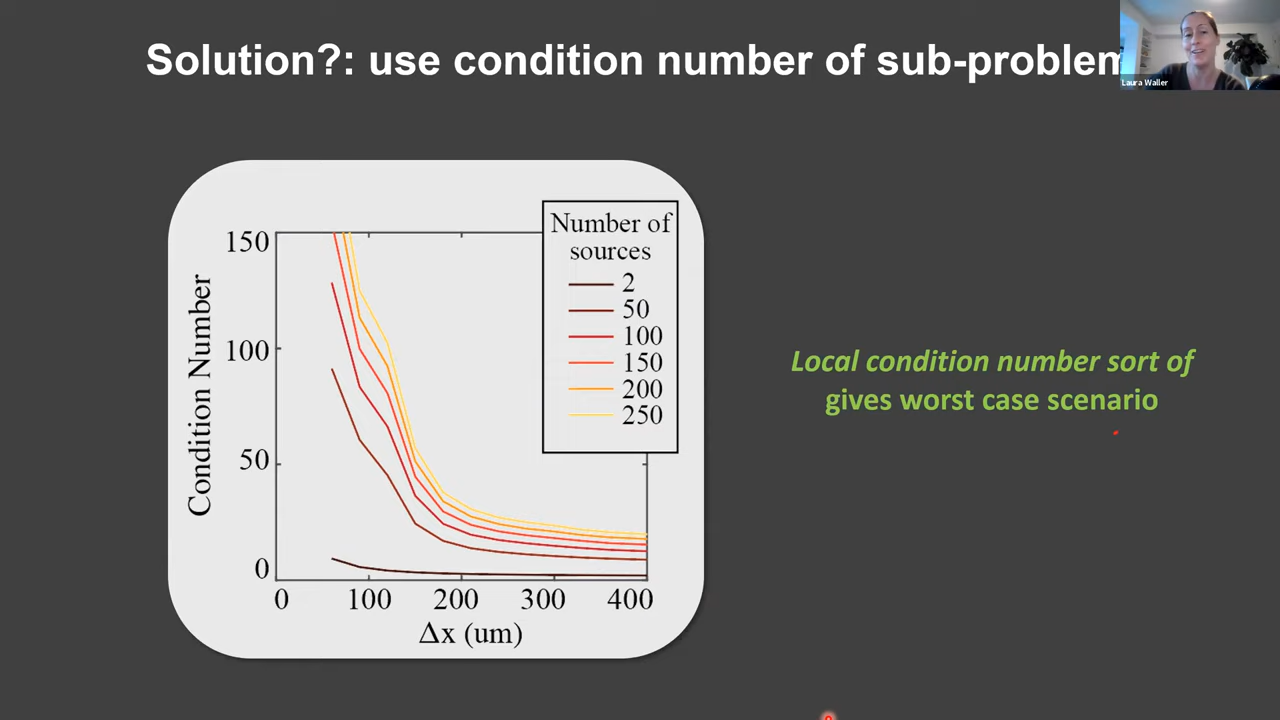 Solution?: use condition number of sub-problem
Laura Waller
Number of
sources
2
50
100
150
200
250
150
100
50
0
Condition Number
0 100 200 300 400
Δx (um)
Local condition number sort of
gives worst case scenario